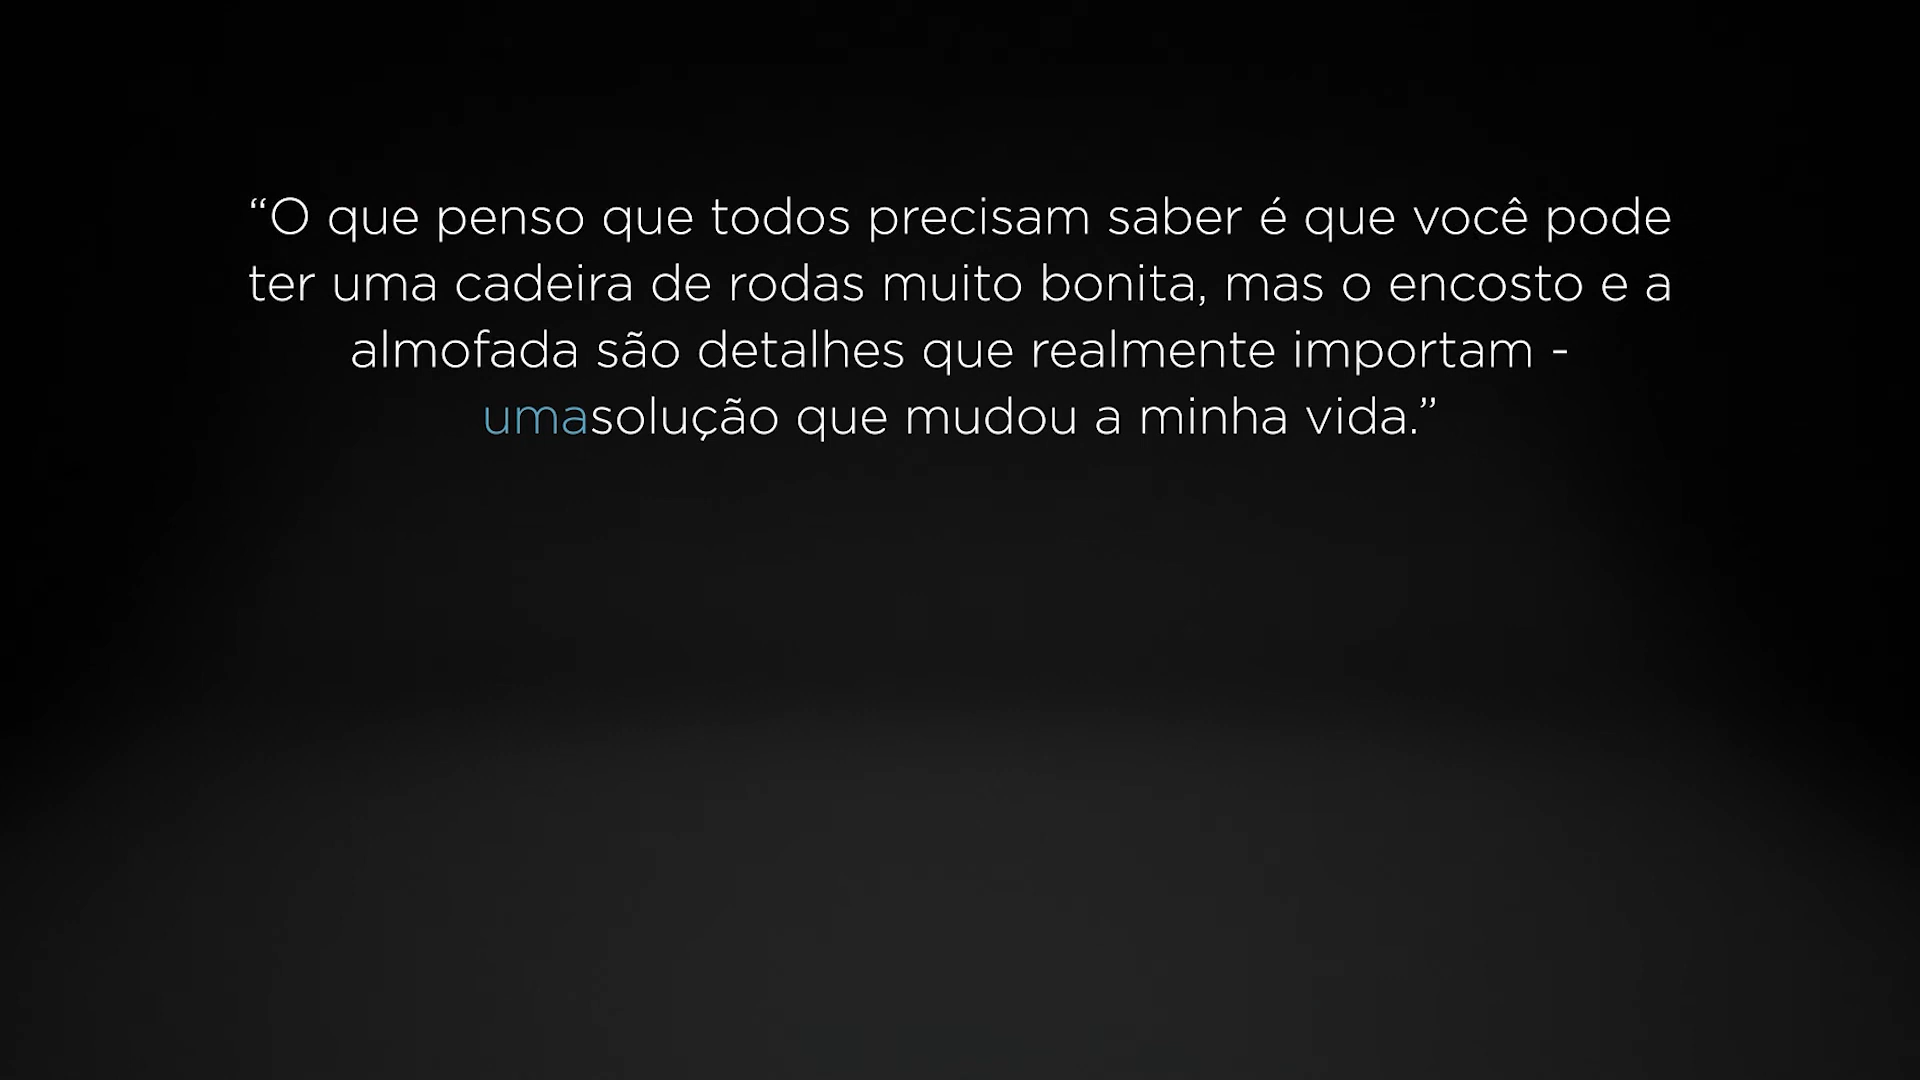 “O que penso que todos precisam saber é que você pode
ter uma cadeira de rodas muito bonita, mas o encosto e a
almofada são detalhes que realmente importam -
umasolução que mudou a minha vida.”